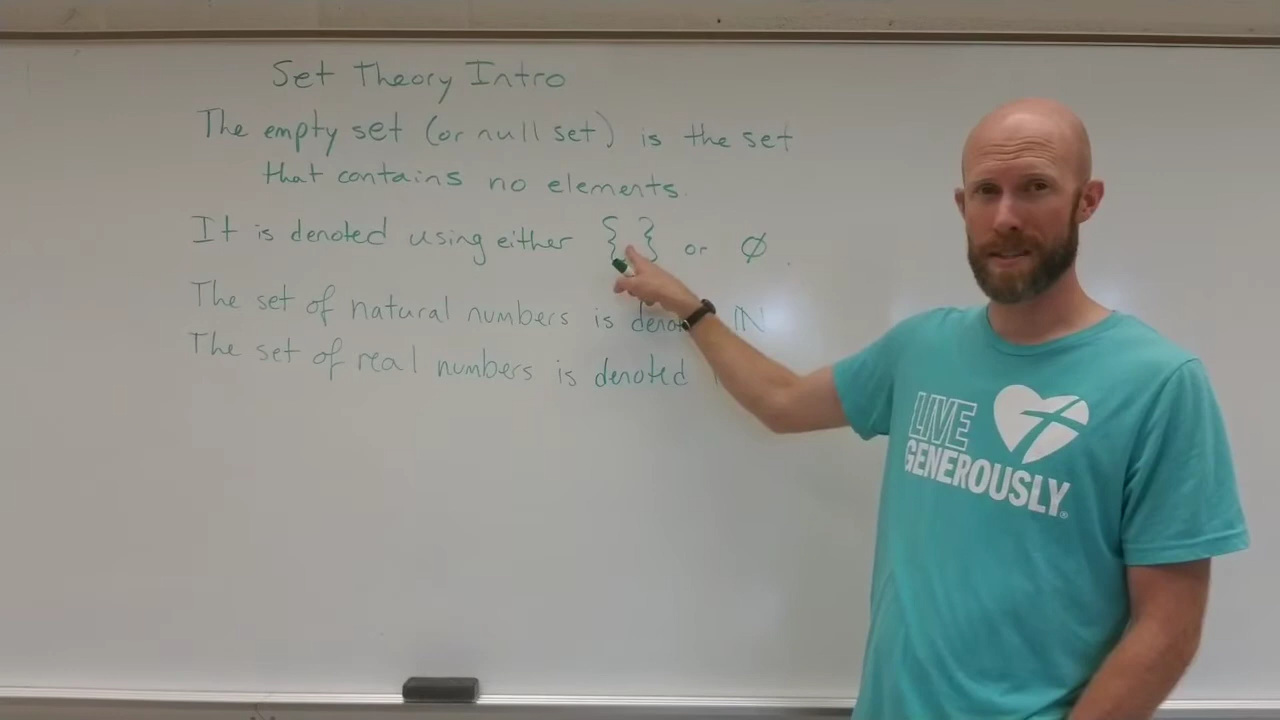 Set Theory Intro
The empty set (or null set) is the set
that contains no elements.
It is denoted using either { } or ∅.
The set of natural numbers is ℕ
The set of real numbers is denoted
LIVE
GENEROUSLY®